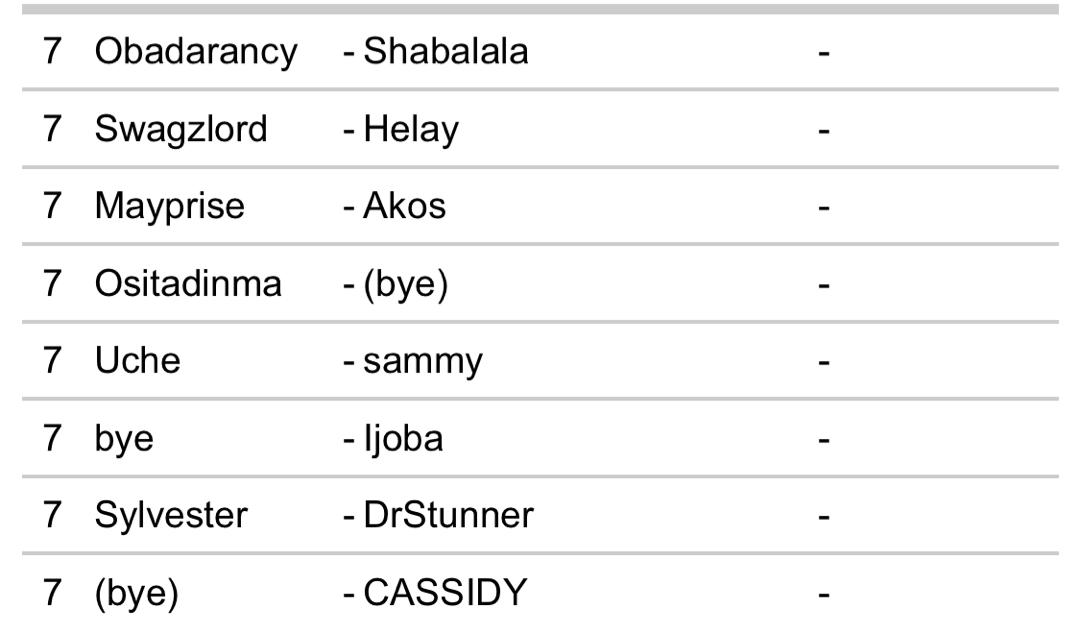 7 Obadarancy - Shabalala -
7 Swagzlord - Helay -
7 Mayprise - Akos -
7 Ositadinma - (bye) -
7 Uche - sammy -
7 bye - Ijoba -
7 Sylvester - DrStunner -
7 (bye) - CASSIDY -